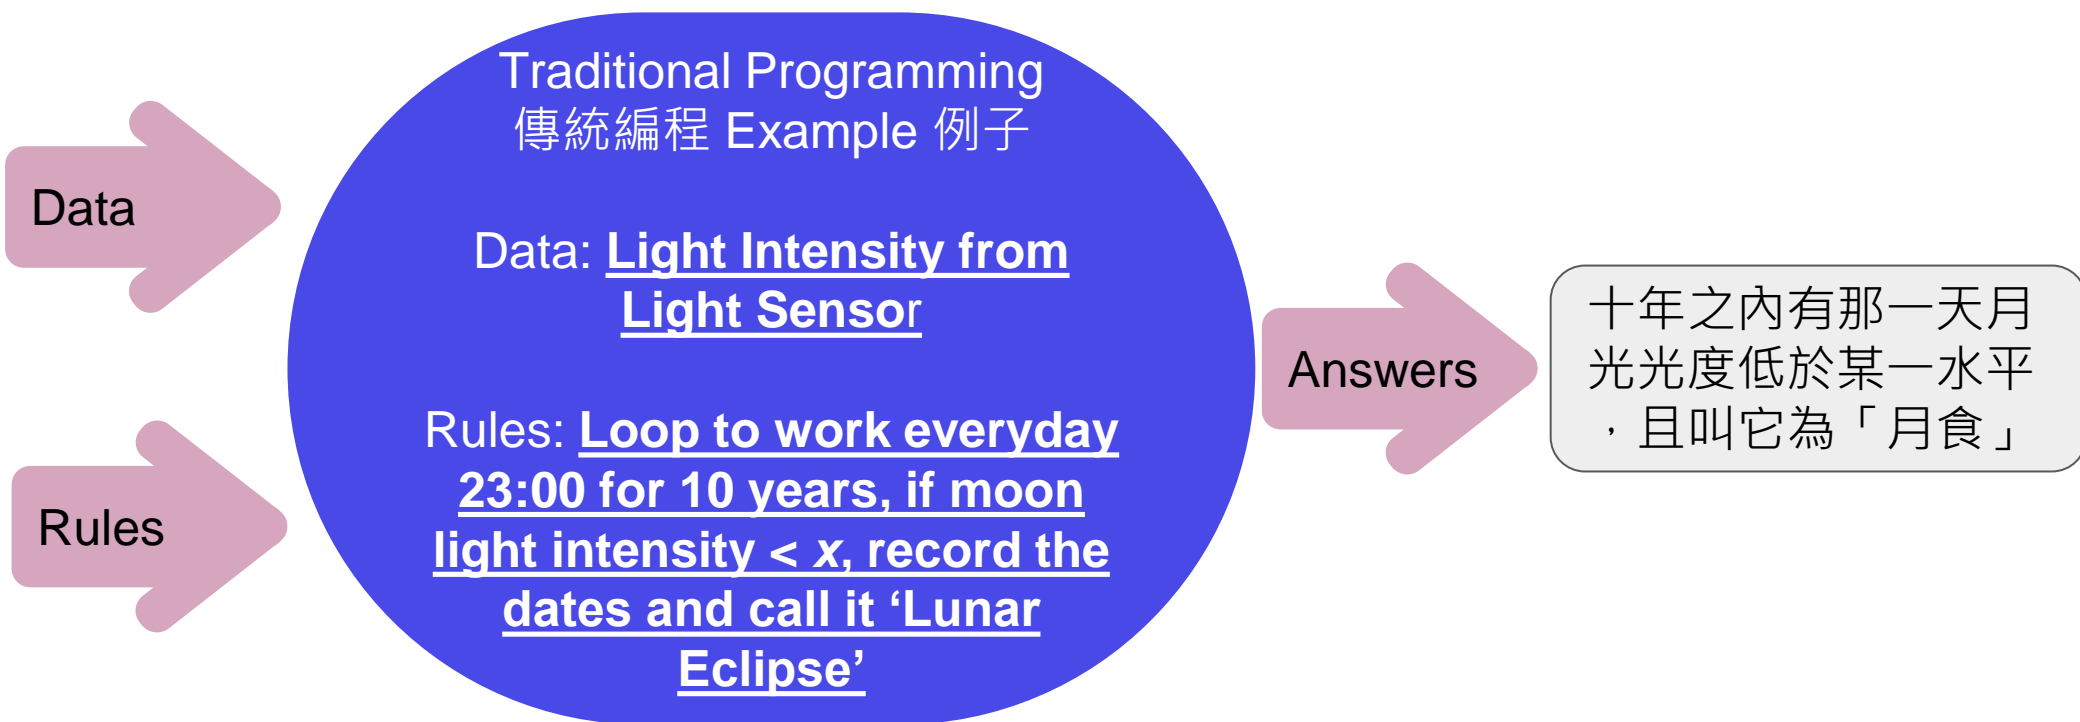 Traditional Programming
傳統編程 Example 例子
Data
Data: Light Intensity from
Light Sensor
Rules
Rules: Loop to work everyday
23:00 for 10 years, if moon
light intensity < x, record the
dates and call it ‘Lunar
Eclipse’
Answers
十年之內有那一天月
光光度低於某一水平
，且叫它為「月食」